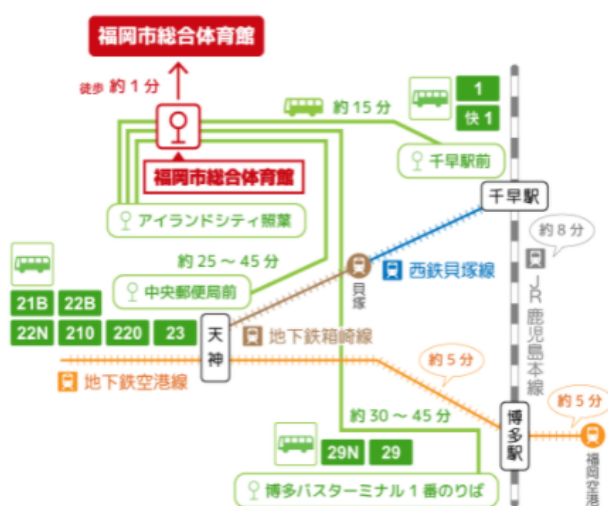 福岡市総合体育館
徒歩 約1分
福岡市総合体育館
アイランドシティ照葉
約15分
1
快1
千早駅前
千早駅
約8分
JR鹿児島本線
西鉄貝塚線
貝塚
約25～45分
中央郵便局前
21B 22B
22N 210 220 23
天神
地下鉄箱崎線
地下鉄空港線
約5分
約5分
博多駅
福岡空港
約30～45分
29N 29
博多バスターミナル1番のりば